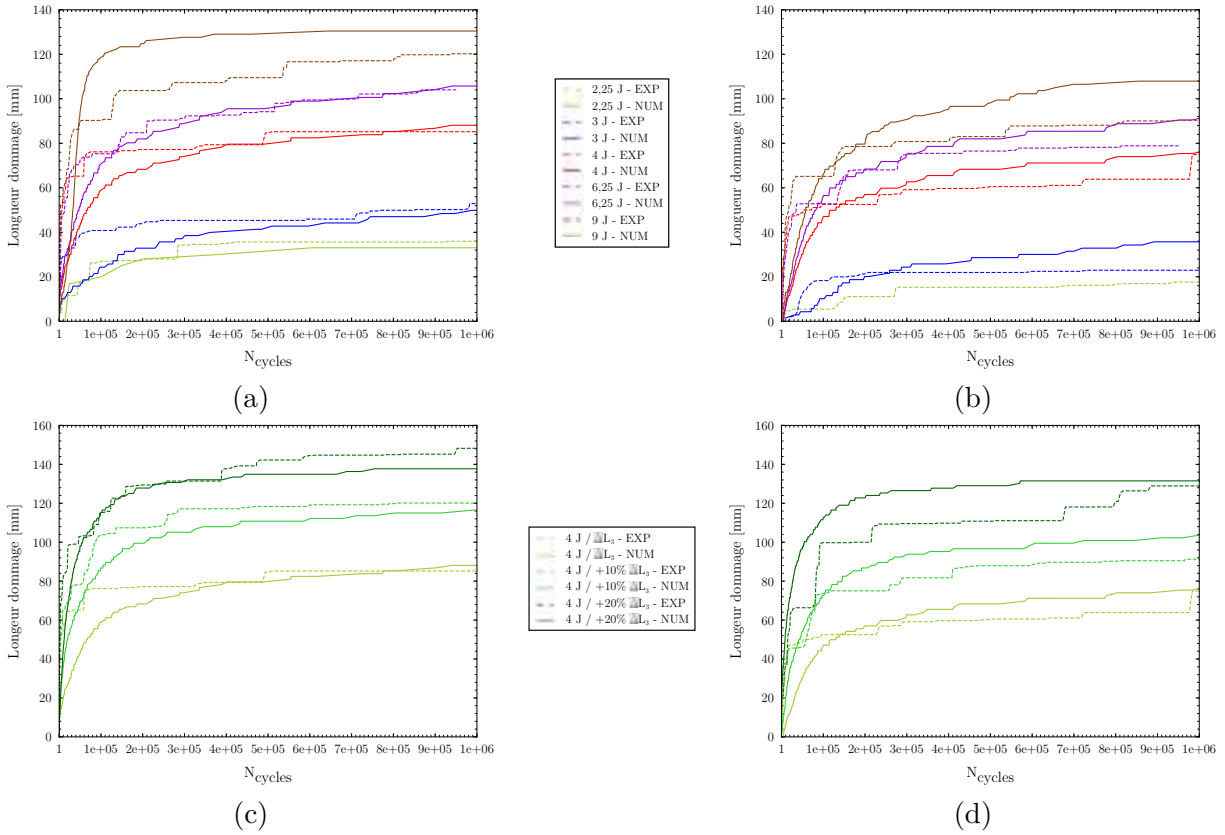 140
120
100
80
60
40
20
0
Longueur dommage [mm]
1 1e+05 2e+05 3e+05 4e+05 5e+05 6e+05 7e+05 8e+05 9e+05 1e+06
N_cycles
(a)
2,25 J - EXP
2,25 J - NUM
3 J - EXP
3 J - NUM
4 J - EXP
4 J - NUM
6,25 J - EXP
6,25 J - NUM
9 J - EXP
9 J - NUM
140
120
100
80
60
40
20
0
Longueur dommage [mm]
1 1e+05 2e+05 3e+05 4e+05 5e+05 6e+05 7e+05 8e+05 9e+05 1e+06
N_cycles
(b)
160
140
120
100
80
60
40
20
0
Longeur dommage [mm]
1 1e+05 2e+05 3e+05 4e+05 5e+05 6e+05 7e+05 8e+05 9e+05 1e+06
N_cycles
(c)
4 J / L₃ - EXP
4 J / L₃ - NUM
4 J / +10% L₃ - EXP
4 J / +10% L₃ - NUM
4 J / +20% L₃ - EXP
4 J / +20% L₃ - NUM
160
140
120
100
80
60
40
20
0
Longeur dommage [mm]
1 1e+05 2e+05 3e+05 4e+05 5e+05 6e+05 7e+05 8e+05 9e+05 1e+06
N_cycles
(d)